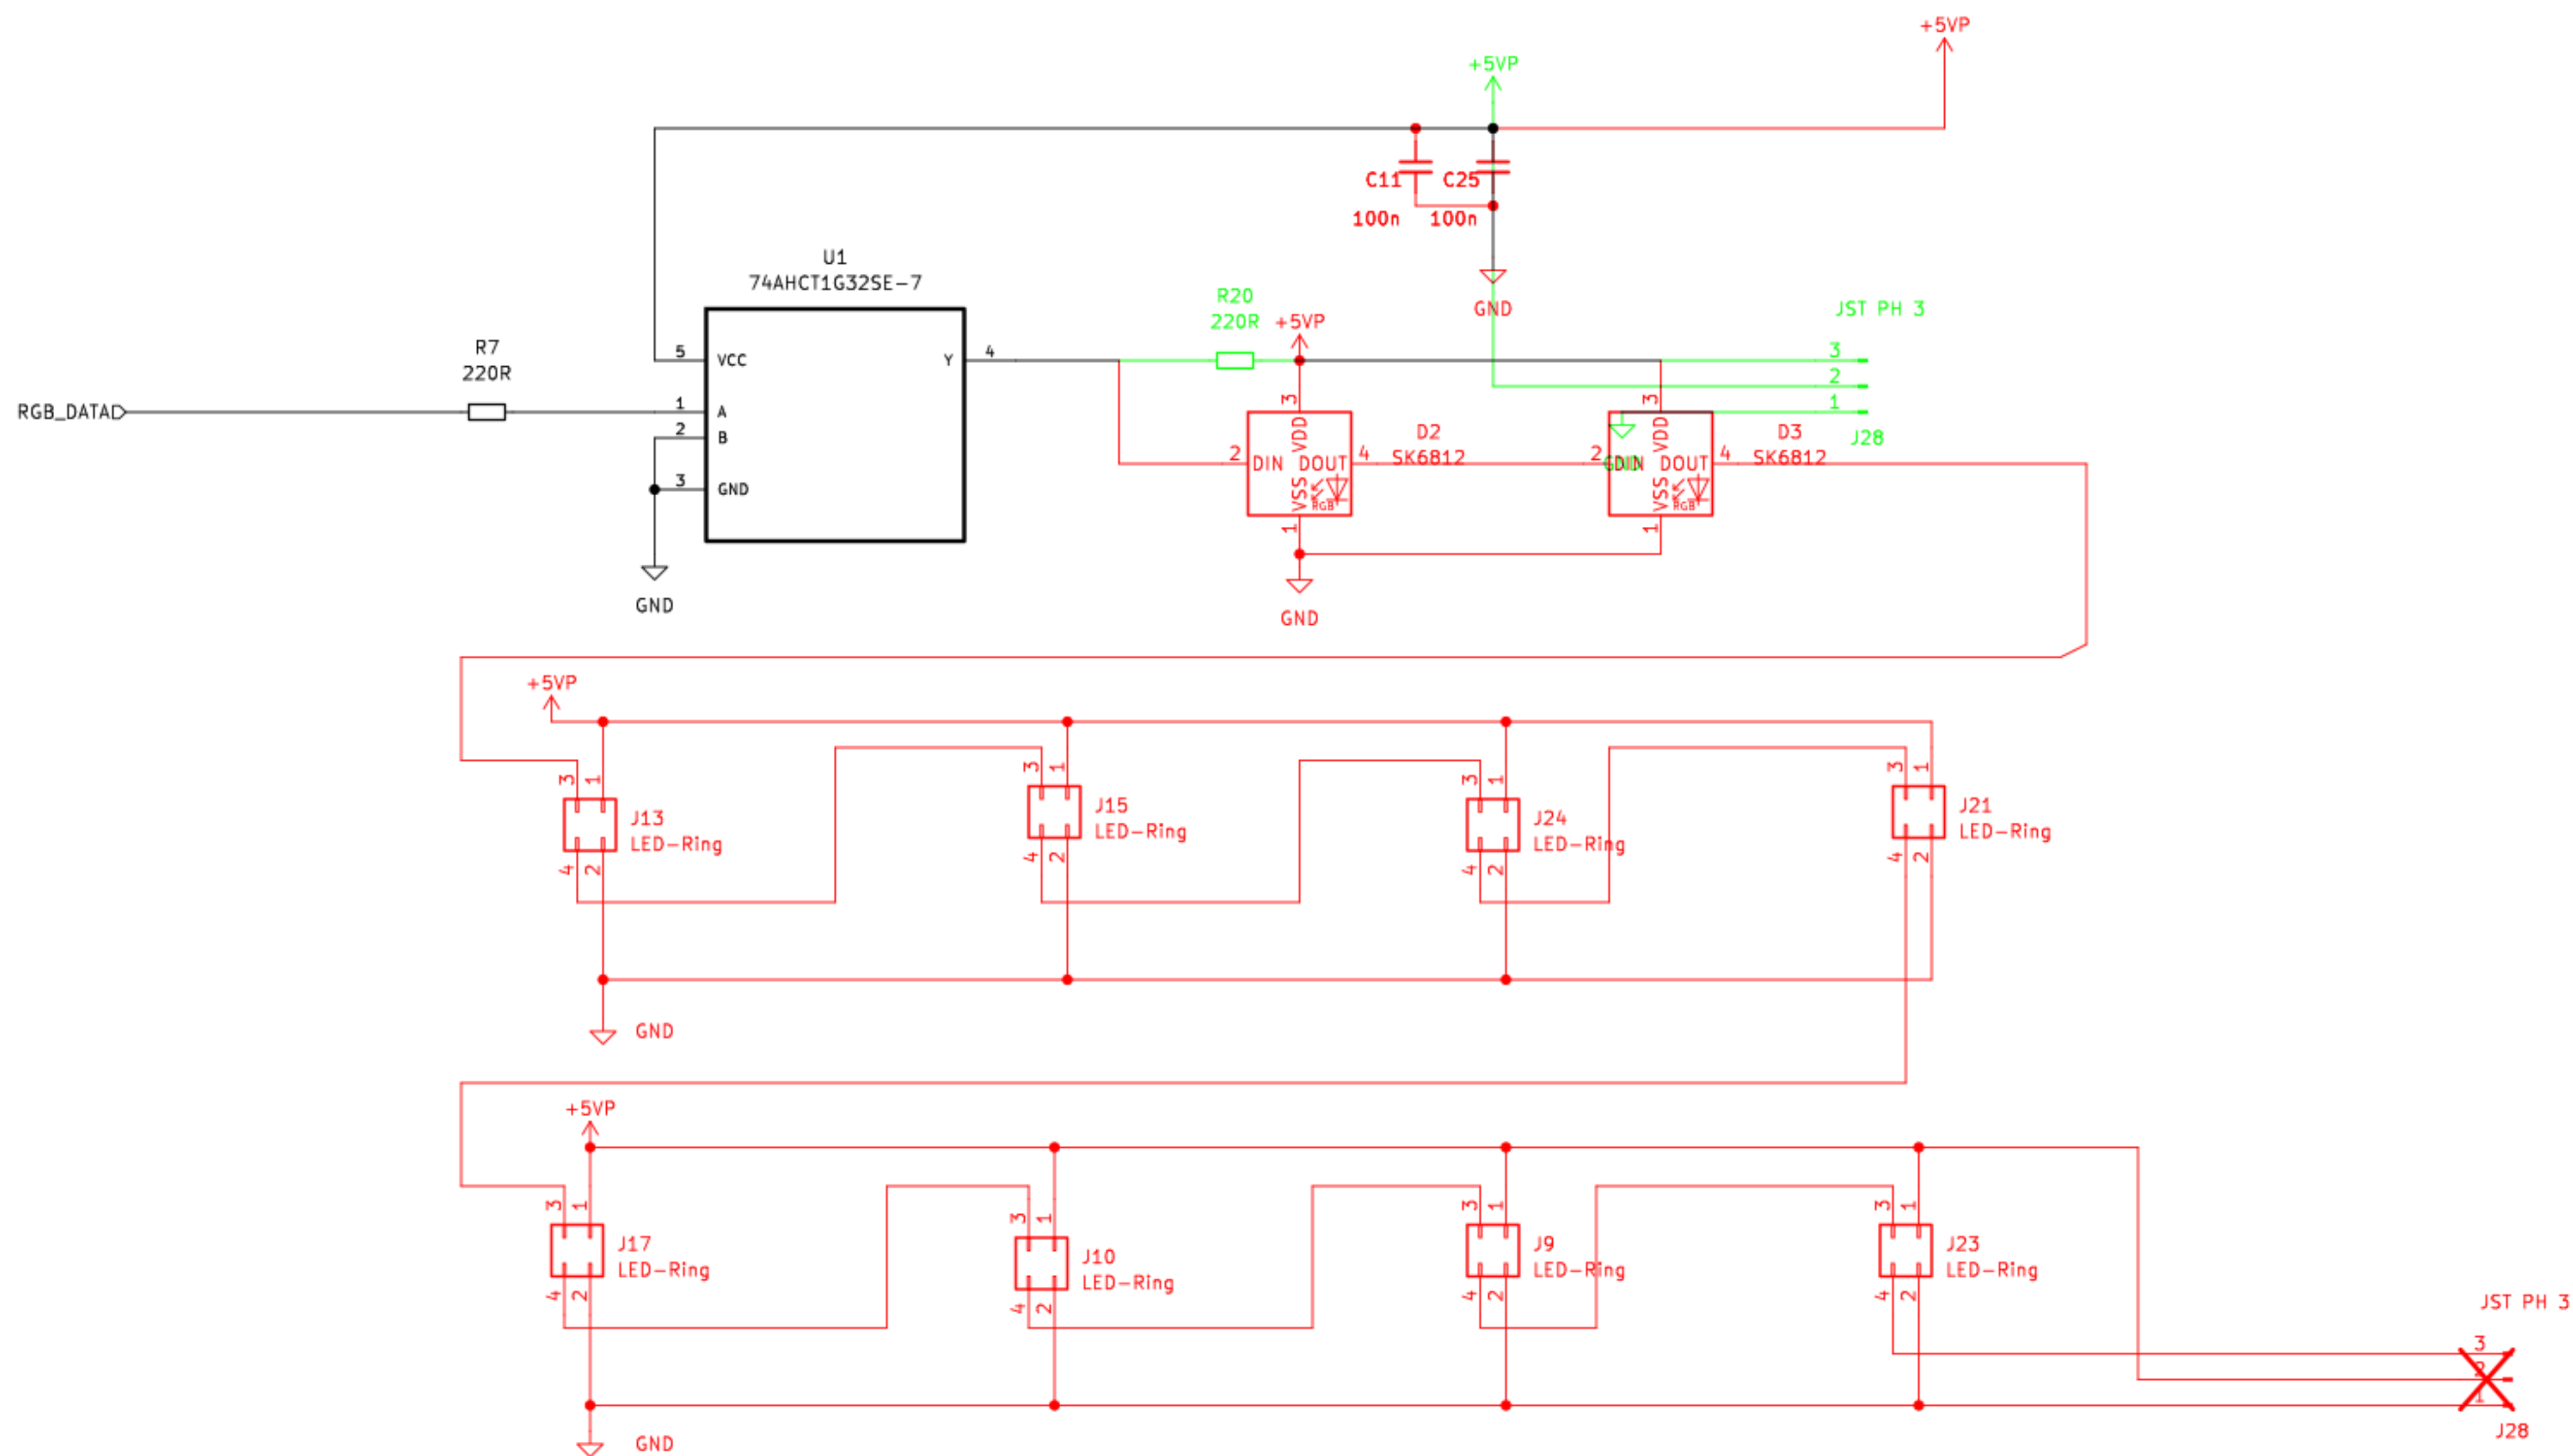 +5VP
+5VP
C11
C25
100n
100n
U1
74AHCT1G32SE-7
GND
R20
220R
+5VP
JST PH 3
R7
220R
5
VCC
Y
4
3
2
1
J28
RGB_DATA
1
A
2
B
3
GND
GND
3
VDD
D2
SK6812
2
DIN
DOUT
4
VSS
RGB
1
GND
3
VDD
D3
SK6812
2
DIN
GND
DOUT
4
VSS
RGB
1
+5VP
3
1
J13
LED-Ring
4
2
3
1
J15
LED-Ring
4
2
3
1
J24
LED-Ring
4
2
3
1
J21
LED-Ring
4
2
GND
+5VP
3
1
J17
LED-Ring
4
2
3
1
J10
LED-Ring
4
2
3
1
J9
LED-Ring
4
2
3
1
J23
LED-Ring
4
2
JST PH 3
3
2
1
J28
GND